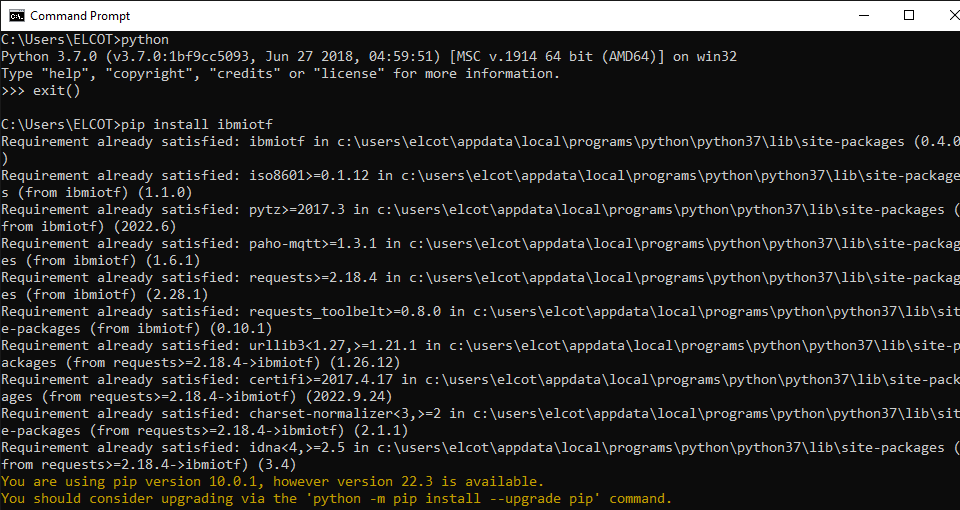 Command Prompt
C:\Users\ELCOT>python
Python 3.7.0 (v3.7.0:1bf9cc5093, Jun 27 2018, 04:59:51) [MSC v.1914 64 bit (AMD64)] on win32
Type "help", "copyright", "credits" or "license" for more information.
>>> exit()
C:\Users\ELCOT>pip install ibmiotf
Requirement already satisfied: ibmiotf in c:\users\elcot\appdata\local\programs\python\python37\lib\site-packages (0.4.0
)
Requirement already satisfied: iso8601>=0.1.12 in c:\users\elcot\appdata\local\programs\python\python37\lib\site-package
s (from ibmiotf) (1.1.0)
Requirement already satisfied: pytz>=2017.3 in c:\users\elcot\appdata\local\programs\python\python37\lib\site-packages (
from ibmiotf) (2022.6)
Requirement already satisfied: paho-mqtt>=1.3.1 in c:\users\elcot\appdata\local\programs\python\python37\lib\site-packag
es (from ibmiotf) (1.6.1)
Requirement already satisfied: requests>=2.18.4 in c:\users\elcot\appdata\local\programs\python\python37\lib\site-packag
es (from ibmiotf) (2.28.1)
Requirement already satisfied: requests_toolbelt>=0.8.0 in c:\users\elcot\appdata\local\programs\python\python37\lib\sit
e-packages (from ibmiotf) (0.10.1)
Requirement already satisfied: urllib3<1.27,>=1.21.1 in c:\users\elcot\appdata\local\programs\python\python37\lib\site-p
ackages (from requests>=2.18.4->ibmiotf) (1.26.12)
Requirement already satisfied: certifi>=2017.4.17 in c:\users\elcot\appdata\local\programs\python\python37\lib\site-pack
ages (from requests>=2.18.4->ibmiotf) (2022.9.24)
Requirement already satisfied: charset-normalizer<3,>=2 in c:\users\elcot\appdata\local\programs\python\python37\lib\sit
e-packages (from requests>=2.18.4->ibmiotf) (2.1.1)
Requirement already satisfied: idna<4,>=2.5 in c:\users\elcot\appdata\local\programs\python\python37\lib\site-packages (
from requests>=2.18.4->ibmiotf) (3.4)
You are using pip version 10.0.1, however version 22.3 is available.
You should consider upgrading via the 'python -m pip install --upgrade pip' command.